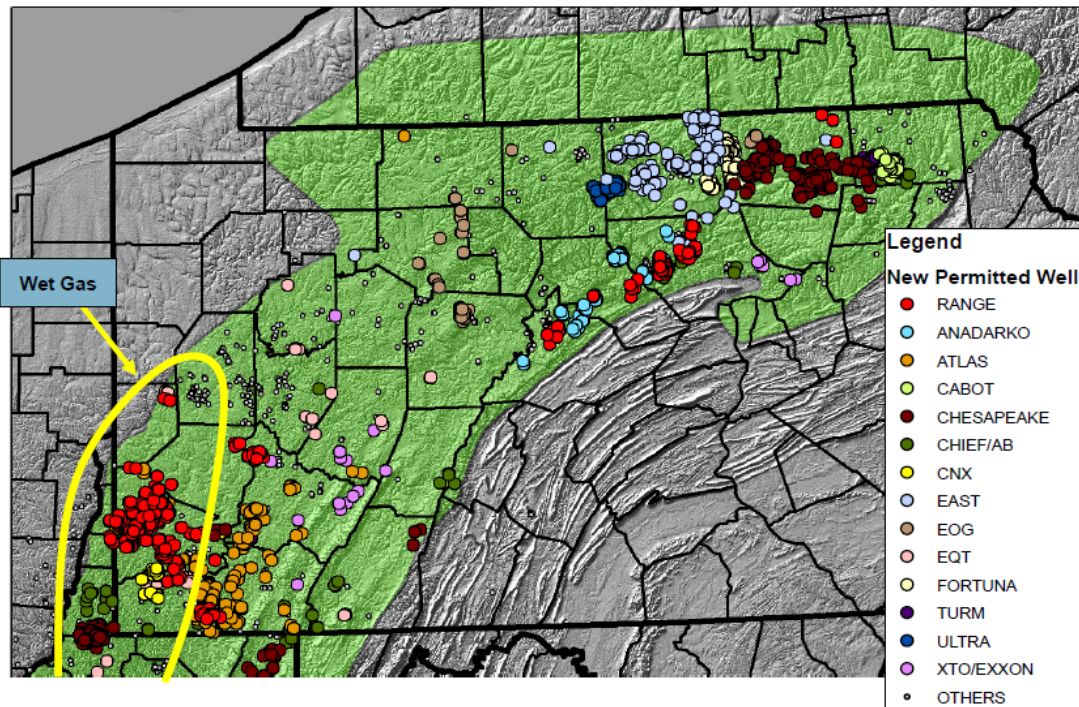 Wet Gas
Legend
New Permitted Well
RANGE
ANADARKO
ATLAS
CABOT
CHESAPEAKE
CHIEF/AB
CNX
EAST
EOG
EQT
FORTUNA
TURM
ULTRA
XTO/EXXON
OTHERS